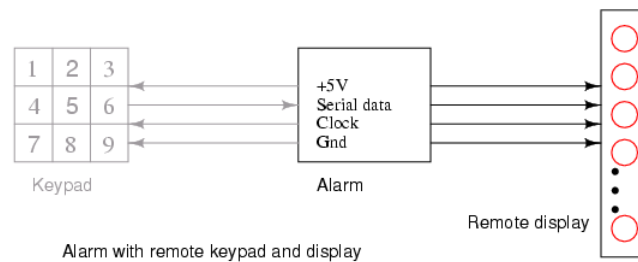 1 2 3
4 5 6
7 8 9
Keypad
+5V
Serial data
Clock
Gnd
Alarm
Remote display
Alarm with remote keypad and display